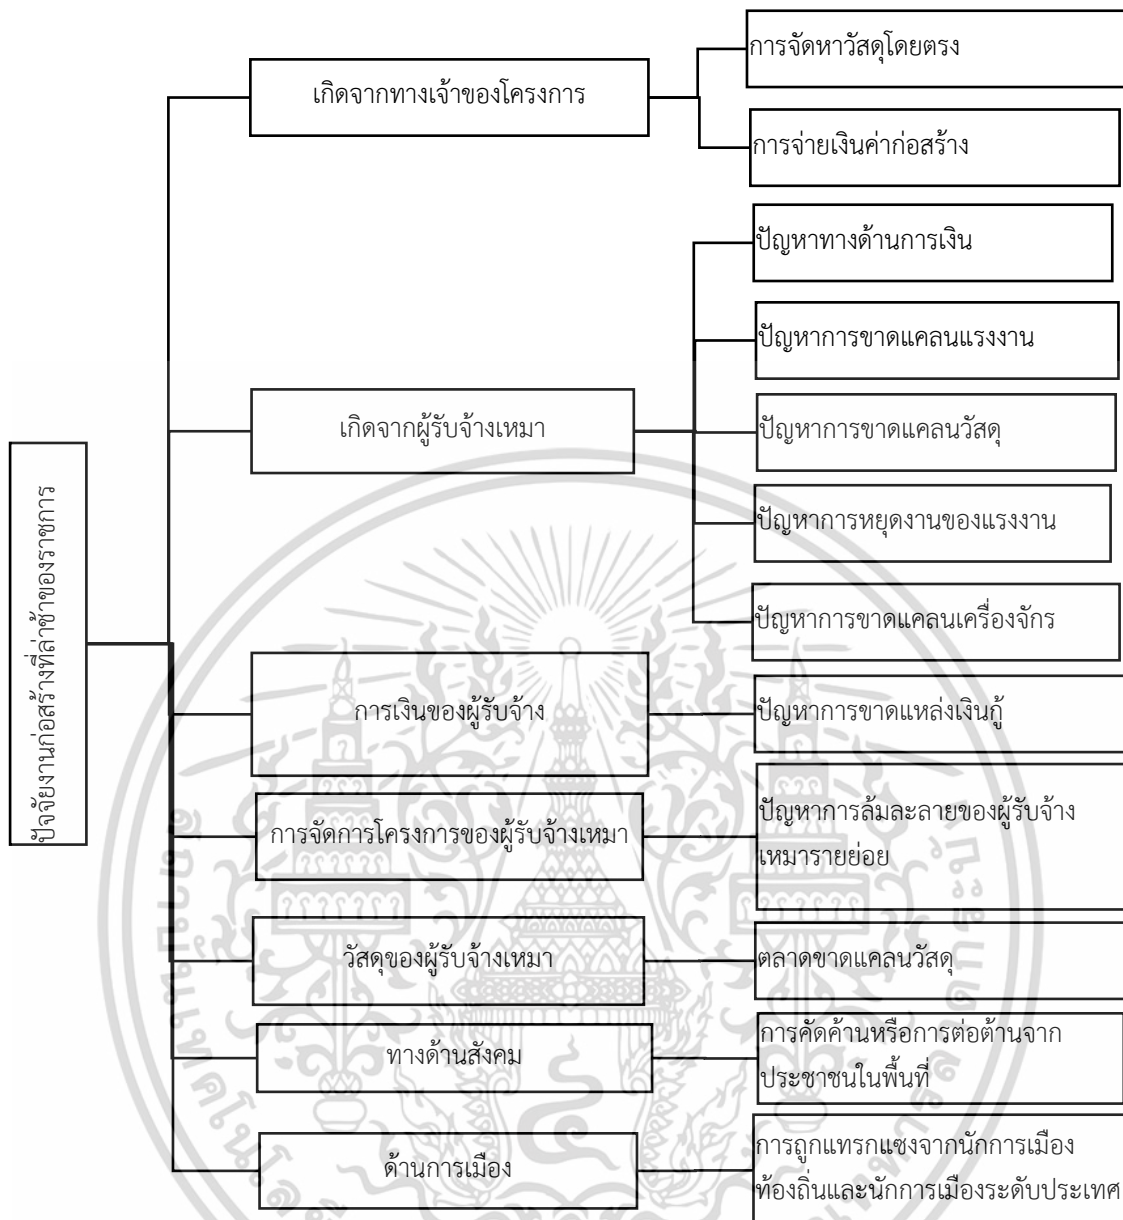 ปัจจัยงานก่อสร้างที่ล่าช้าของราชการ
เกิดจากทางเจ้าของโครงการ
การจัดหาวัสดุโดยตรง
การจ่ายเงินค่าก่อสร้าง
เกิดจากผู้รับจ้างเหมา
ปัญหาทางด้านการเงิน
ปัญหาการขาดแคลนแรงงาน
ปัญหาการขาดแคลนวัสดุ
ปัญหาการหยุดงานของแรงงาน
ปัญหาการขาดแคลนเครื่องจักร
การเงินของผู้รับจ้าง
ปัญหาการขาดแหล่งเงินกู้
การจัดการโครงการของผู้รับจ้างเหมา
ปัญหาการล้มละลายของผู้รับจ้าง
เหมารายย่อย
วัสดุของผู้รับจ้างเหมา
ตลาดขาดแคลนวัสดุ
ทางด้านสังคม
การคัดค้านหรือการต่อต้านจาก
ประชาชนในพื้นที่
ด้านการเมือง
การถูกแทรกแซงจากนักการเมือง
ท้องถิ่นและนักการเมืองระดับประเทศ